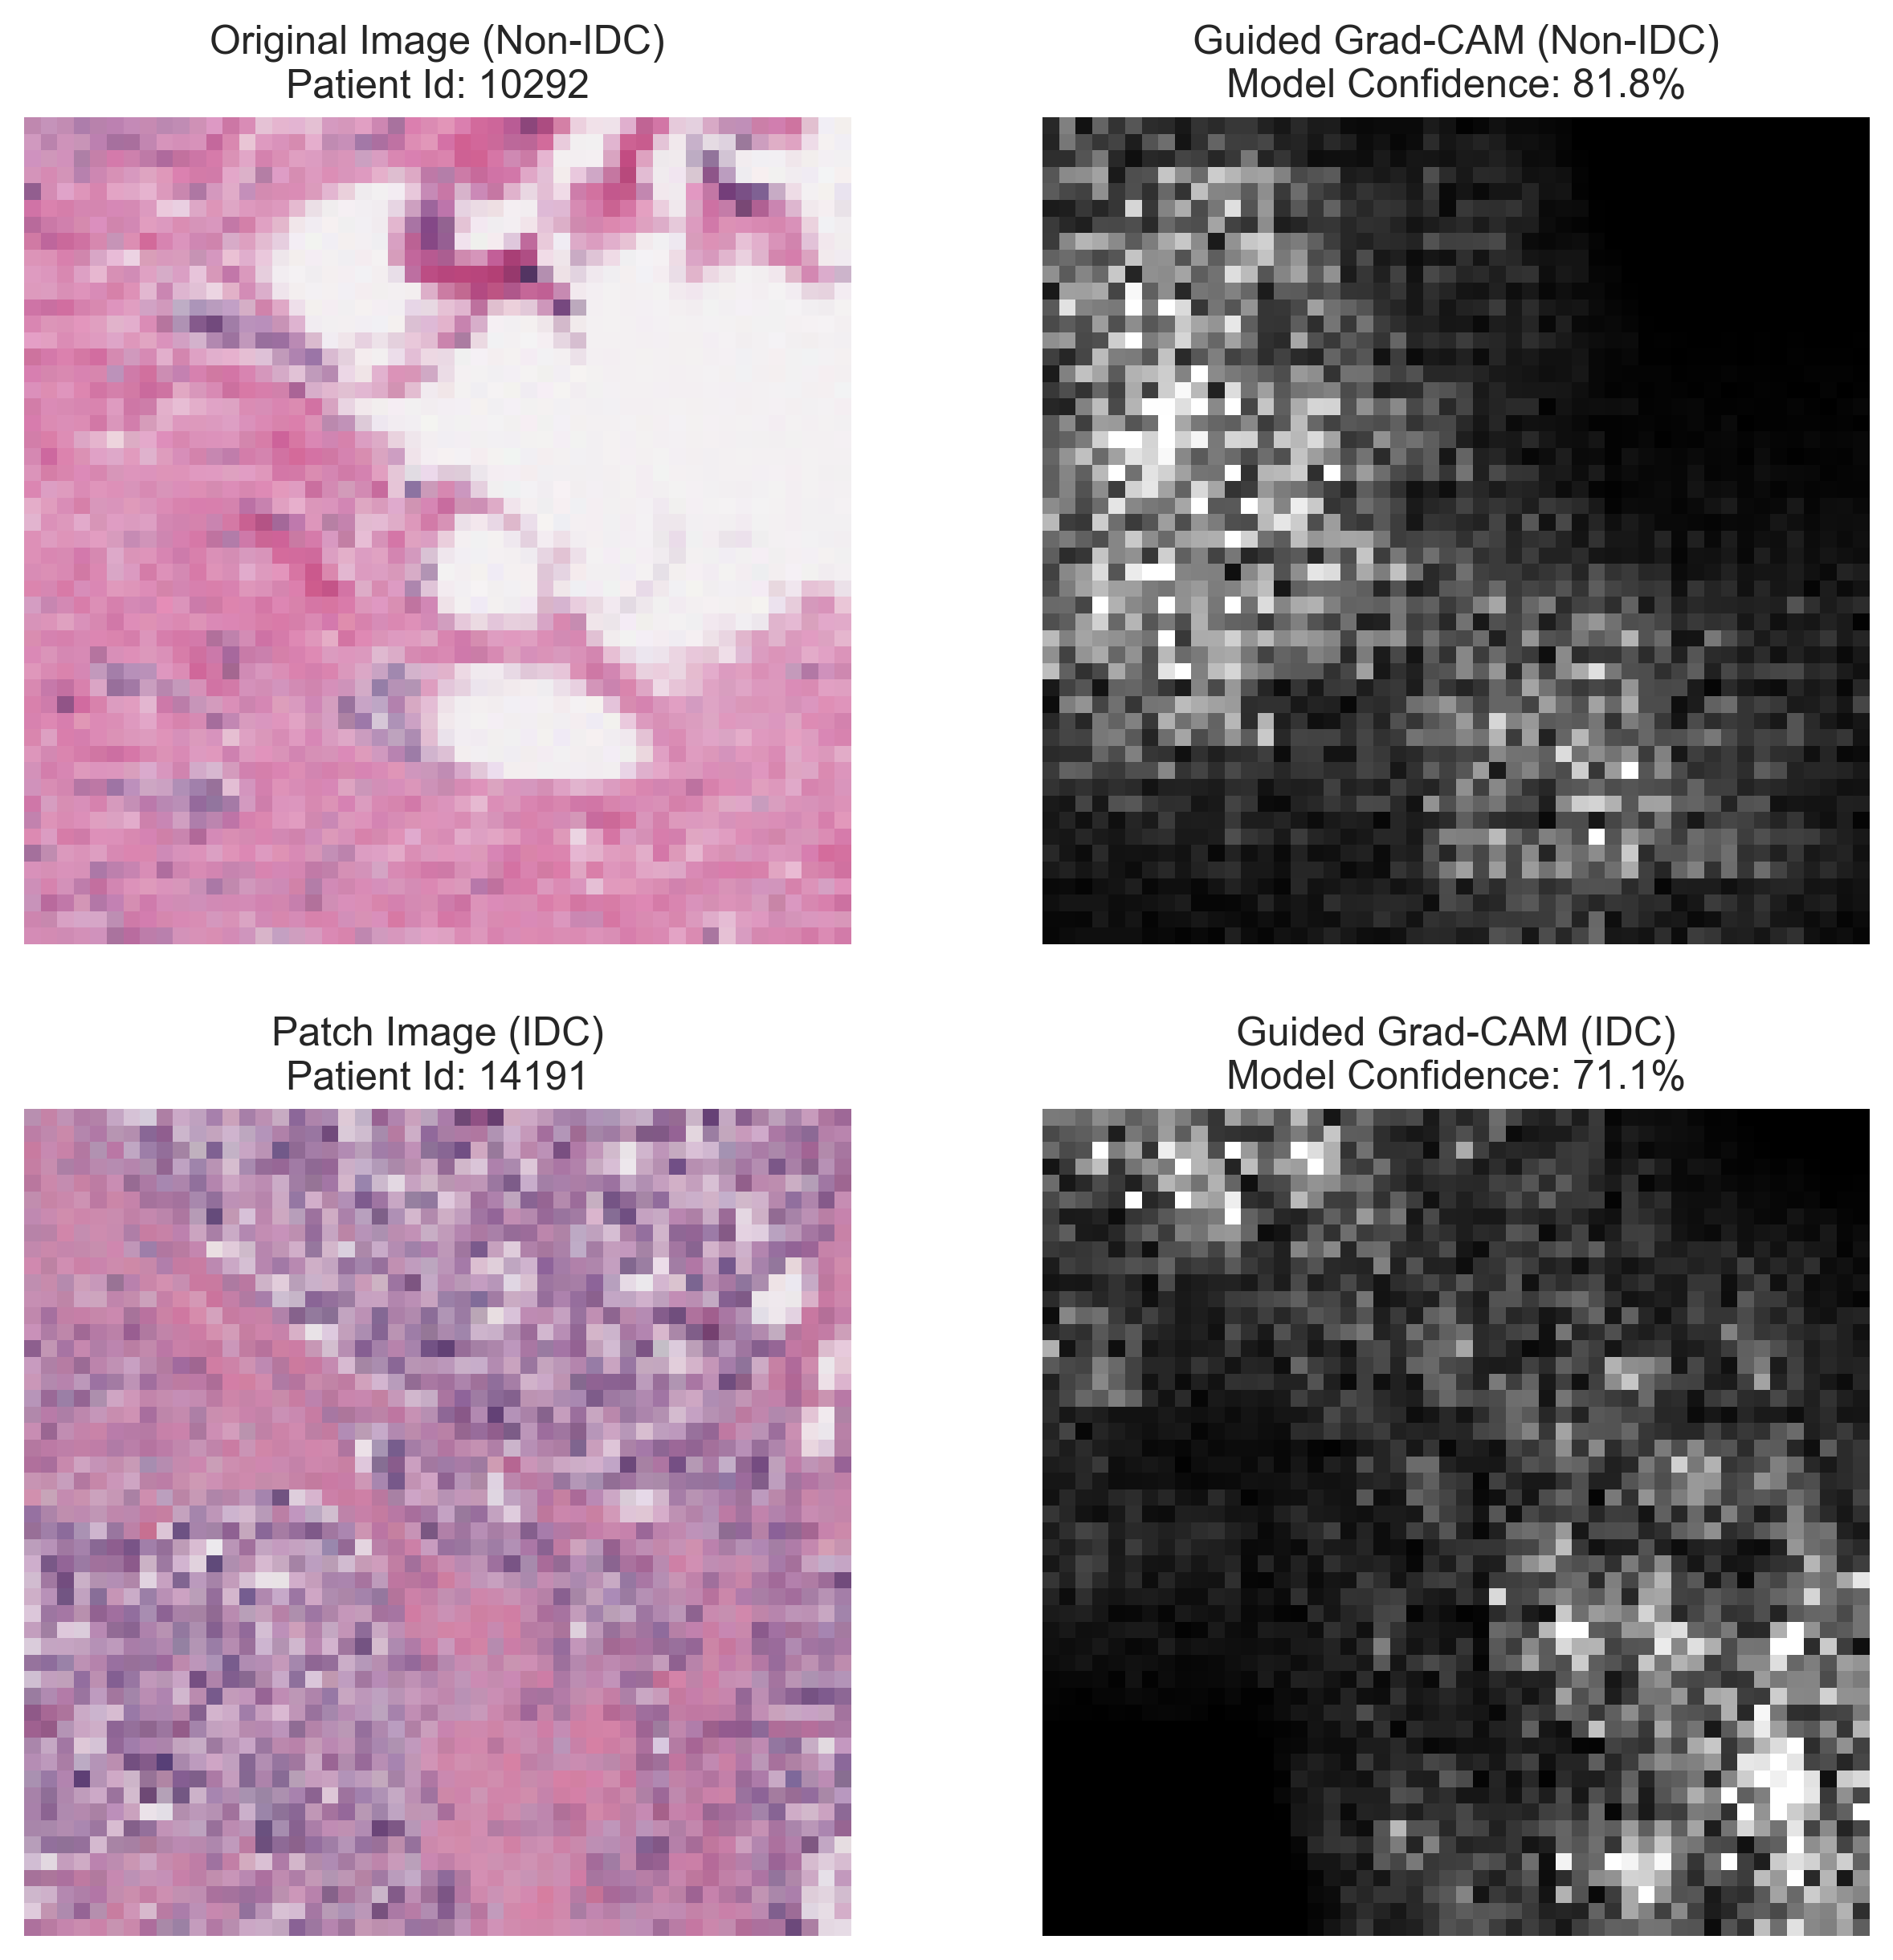 Original Image (Non-IDC)
Patient Id: 10292
Guided Grad-CAM (Non-IDC)
Model Confidence: 81.8%
Patch Image (IDC)
Patient Id: 14191
Guided Grad-CAM (IDC)
Model Confidence: 71.1%